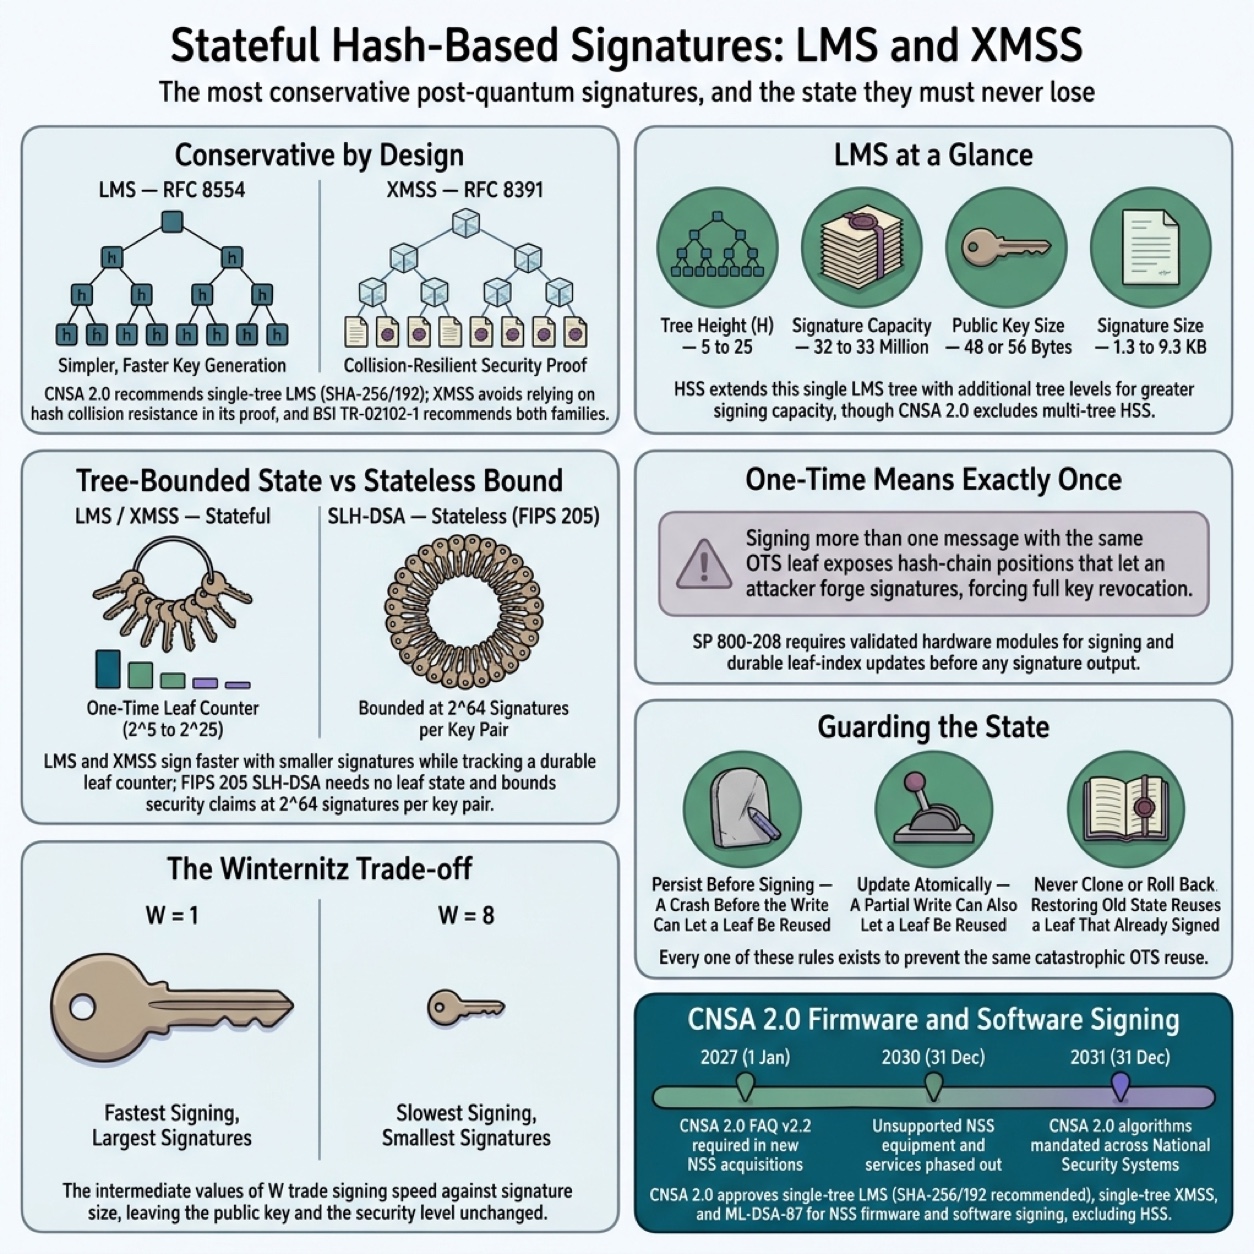 Stateful Hash-Based Signatures: LMS and XMSS
The most conservative post-quantum signatures, and the state they must never lose
Conservative by Design
LMS — RFC 8554
XMSS — RFC 8391
h h
h h h h
h h h h h h h h
Simpler, Faster Key Generation
Collision-Resilient Security Proof
CNSA 2.0 recommends single-tree LMS (SHA-256/192); XMSS avoids relying on
hash collision resistance in its proof, and BSI TR-02102-1 recommends both families.
LMS at a Glance
Tree Height (H)
— 5 to 25
Signature Capacity
— 32 to 33 Million
Public Key Size
— 48 or 56 Bytes
Signature Size
— 1.3 to 9.3 KB
HSS extends this single LMS tree with additional tree levels for greater
signing capacity, though CNSA 2.0 excludes multi-tree HSS.
Tree-Bounded State vs Stateless Bound
LMS / XMSS — Stateful
SLH-DSA — Stateless (FIPS 205)
One-Time Leaf Counter
(2^5 to 2^25)
Bounded at 2^64 Signatures
per Key Pair
LMS and XMSS sign faster with smaller signatures while tracking a durable
leaf counter; FIPS 205 SLH-DSA needs no leaf state and bounds
security claims at 2^64 signatures per key pair.
One-Time Means Exactly Once
Signing more than one message with the same
OTS leaf exposes hash-chain positions that let an
attacker forge signatures, forcing full key revocation.
SP 800-208 requires validated hardware modules for signing and
durable leaf-index updates before any signature output.
Guarding the State
Persist Before Signing —
A Crash Before the Write
Can Let a Leaf Be Reused
Update Atomically —
A Partial Write Can Also
Let a Leaf Be Reused
Never Clone or Roll Back.
Restoring Old State Reuses
a Leaf That Already Signed
Every one of these rules exists to prevent the same catastrophic OTS reuse.
The Winternitz Trade-off
W = 1
W = 8
Fastest Signing,
Largest Signatures
Slowest Signing,
Smallest Signatures
The intermediate values of W trade signing speed against signature
size, leaving the public key and the security level unchanged.
CNSA 2.0 Firmware and Software Signing
2027 (1 Jan)
2030 (31 Dec)
2031 (31 Dec)
CNSA 2.0 FAQ v2.2
required in new
NSS acquisitions
Unsupported NSS
equipment and
services phased out
CNSA 2.0 algorithms
mandated across National
Security Systems
CNSA 2.0 approves single-tree LMS (SHA-256/192 recommended), single-tree XMSS,
and ML-DSA-87 for NSS firmware and software signing, excluding HSS.